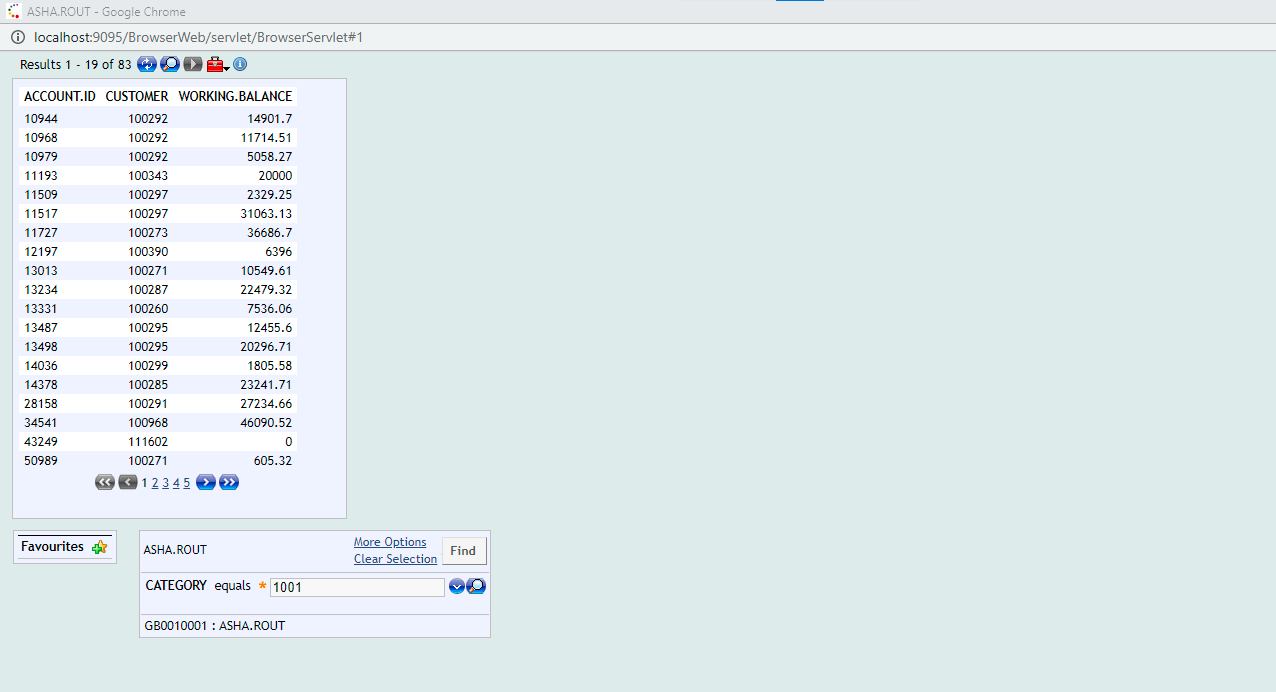 ASHA.ROUT - Google Chrome
localhost:9095/BrowserWeb/servlet/BrowserServlet#1
Results 1 - 19 of 83
ACCOUNT.ID CUSTOMER WORKING.BALANCE
10944 100292 14901.7
10968 100292 11714.51
10979 100292 5058.27
11193 100343 20000
11509 100297 2329.25
11517 100297 31063.13
11727 100273 36686.7
12197 100390 6396
13013 100271 10549.61
13234 100287 22479.32
13331 100260 7536.06
13487 100295 12455.6
13498 100295 20296.71
14036 100299 1805.58
14378 100285 23241.71
28158 100291 27234.66
34541 100968 46090.52
43249 111602 0
50989 100271 605.32
1 2 3 4 5
Favourites
ASHA.ROUT
More Options
Clear Selection
Find
CATEGORY equals * 1001
GB0010001 : ASHA.ROUT